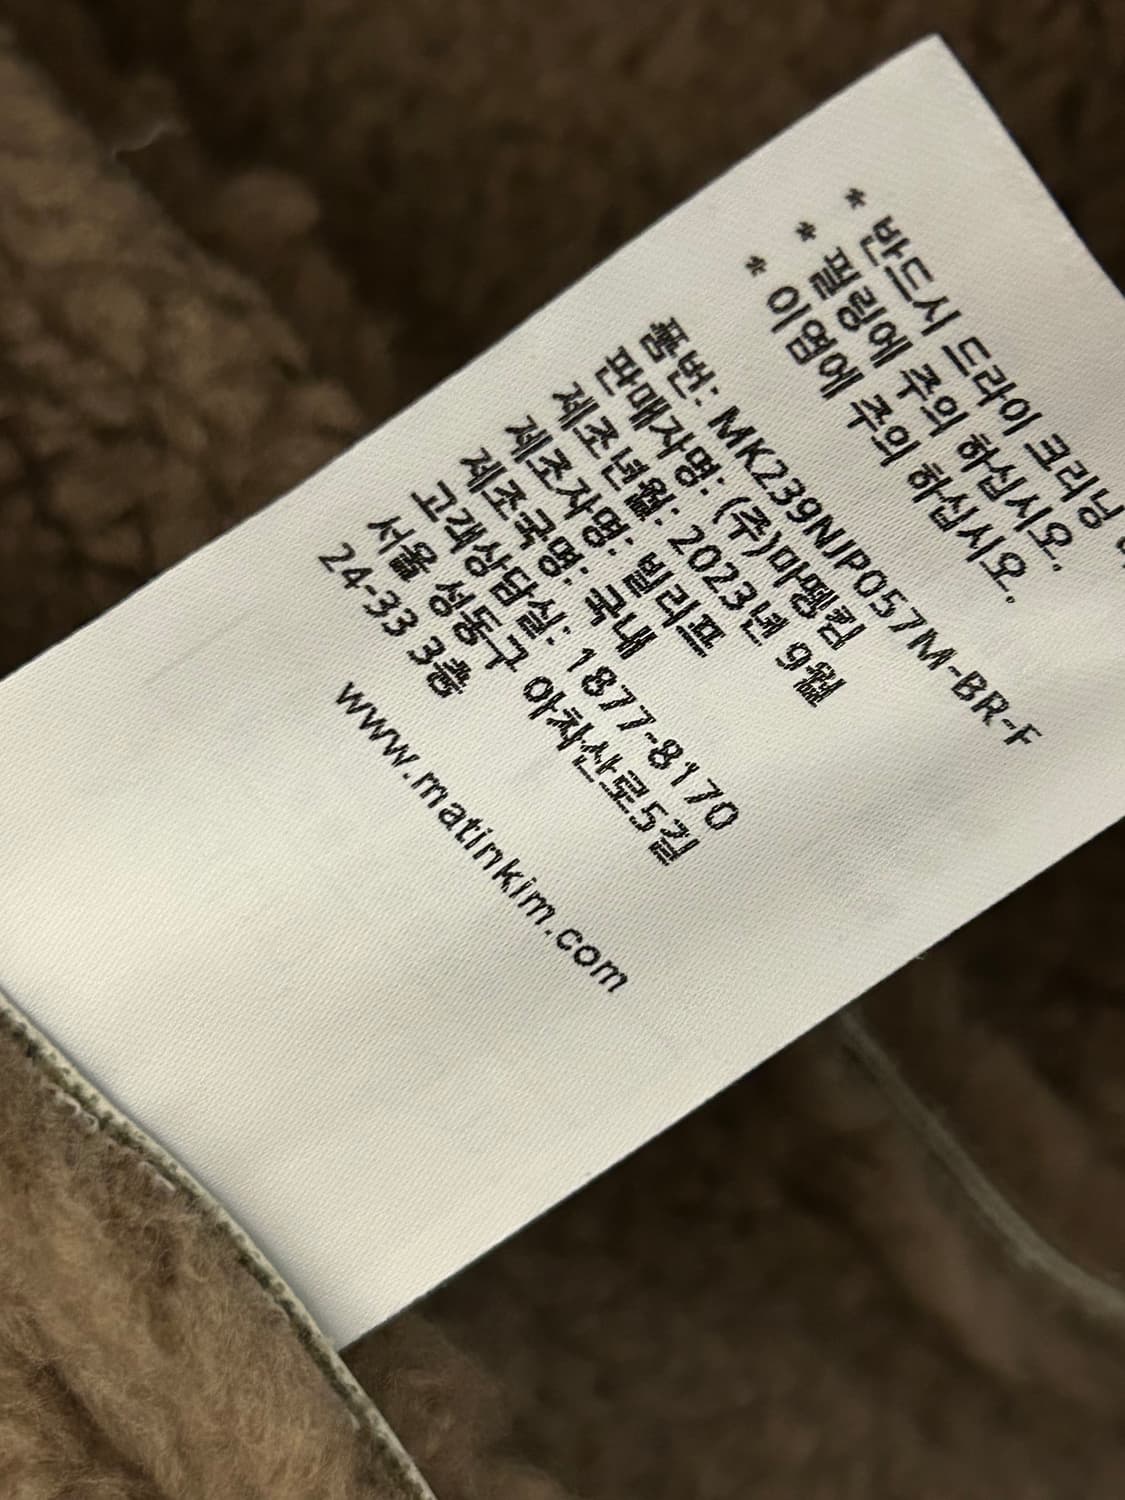 * 반드시 드라이 크리닝
* 필링에 주의 하십시오.
* 이염에 주의 하십시오.
품번: MK239NJP057M-BR-F
판매자명: (주)마뗑킴
제조년월: 2023년 9월
제조자명: 빌리프
제조국명: 국내
고객상담실: 1877-8170
서울 성동구 아차산로5길
24-33 3층
www.matinkim.com